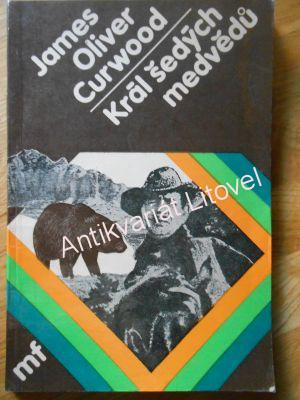 James
Oliver
Curwood
Král šedých
medvědů
Antikvariát Litovel
mf